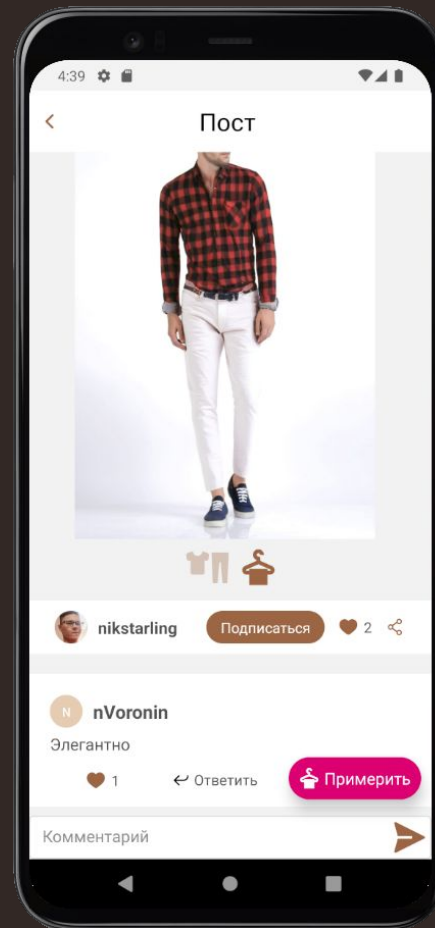 4:39
Пост
nikstarling
Подписаться
2
N
nVoronin
Элегантно
1
Ответить
Примерить
Комментарий